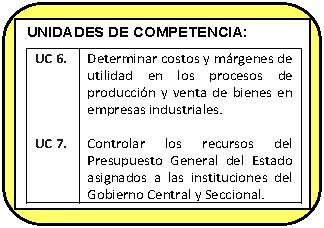 UNIDADES DE COMPETENCIA:
UC 6. Determinar costos y márgenes de
utilidad en los procesos de
producción y venta de bienes en
empresas industriales.
UC 7. Controlar los recursos del
Presupuesto General del Estado
asignados a las instituciones del
Gobierno Central y Seccional.